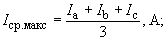 Iср.макс = (Ia + Ib + Ic) / 3, А;